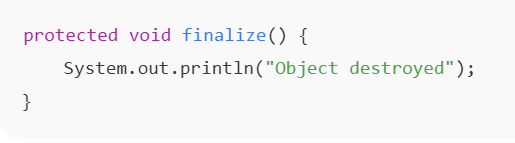 protected void finalize() {
    System.out.println("Object destroyed");
}